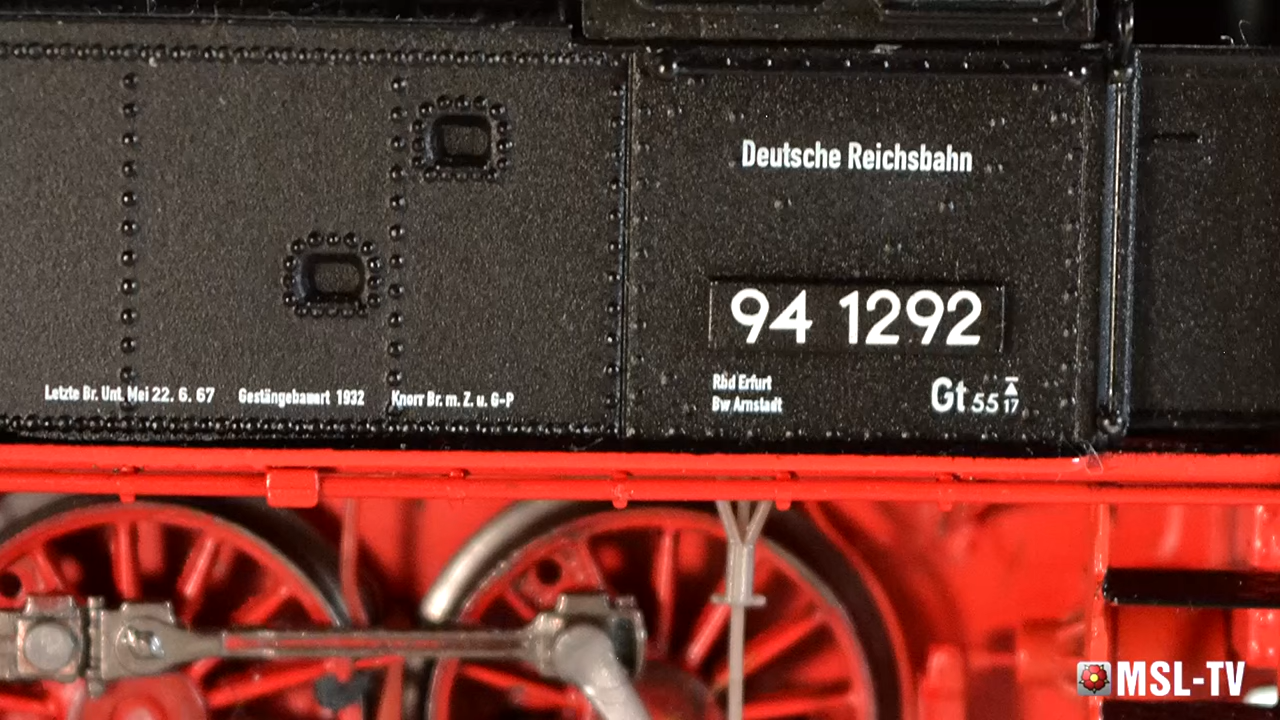 Deutsche Reichsbahn
94 1292
Rbd Erfurt
Bw Arnstadt
Gt 55 17
Letzte Br. Unt. Mei 22. 6. 67 Gestängebauart 1932 Knorr Br. m. Z. u. G-P
MSL-TV